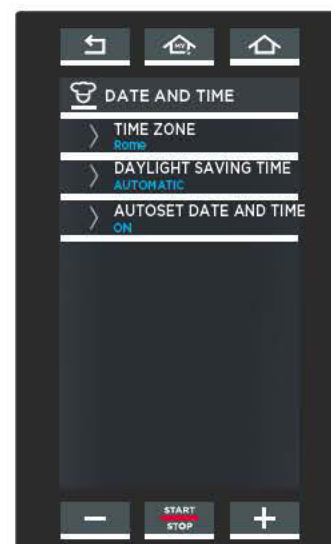 MY
DATE AND TIME
TIME ZONE
Rome
DAYLIGHT SAVING TIME
AUTOMATIC
AUTOSET DATE AND TIME
ON
START
STOP